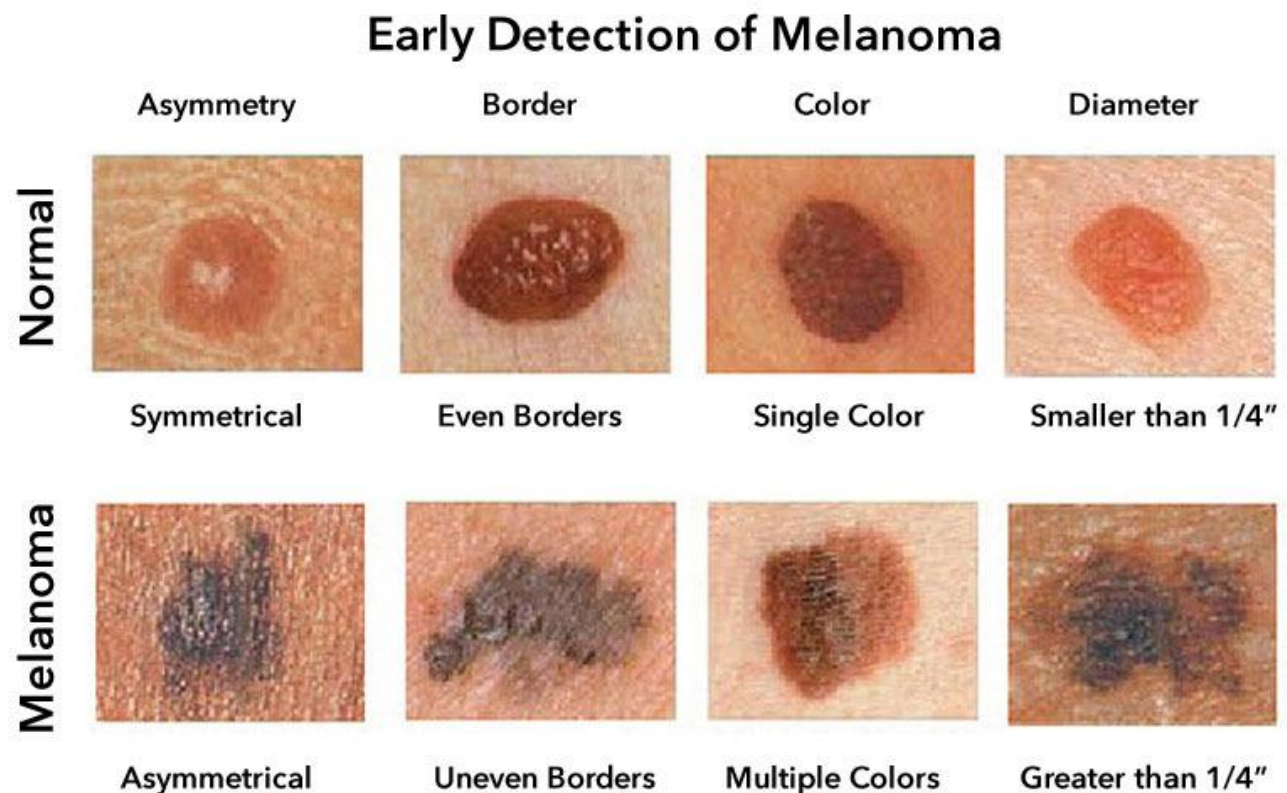 Early Detection of Melanoma
Asymmetry Border Color Diameter
Normal
Symmetrical Even Borders Single Color Smaller than 1/4”
Melanoma
Asymmetrical Uneven Borders Multiple Colors Greater than 1/4”